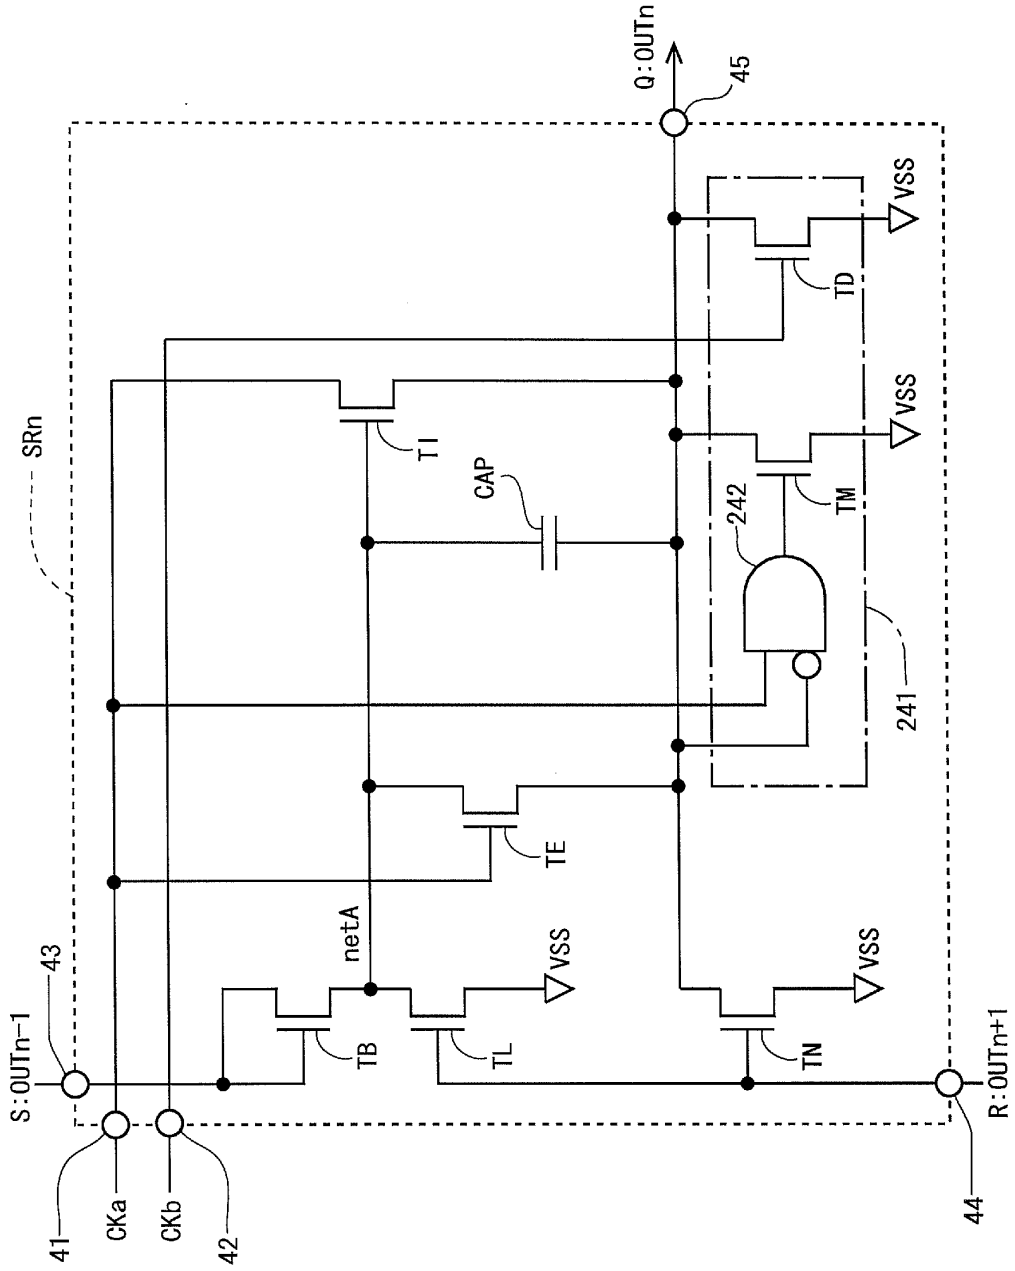 SRn
S:OUTn-1
43
41
CKa
CKb
42
netA
TB
TL
VSS
TE
CAP
TI
Q:OUTn
45
TN
VSS
241
242
TM
VSS
TD
VSS
44
R:OUTn+1